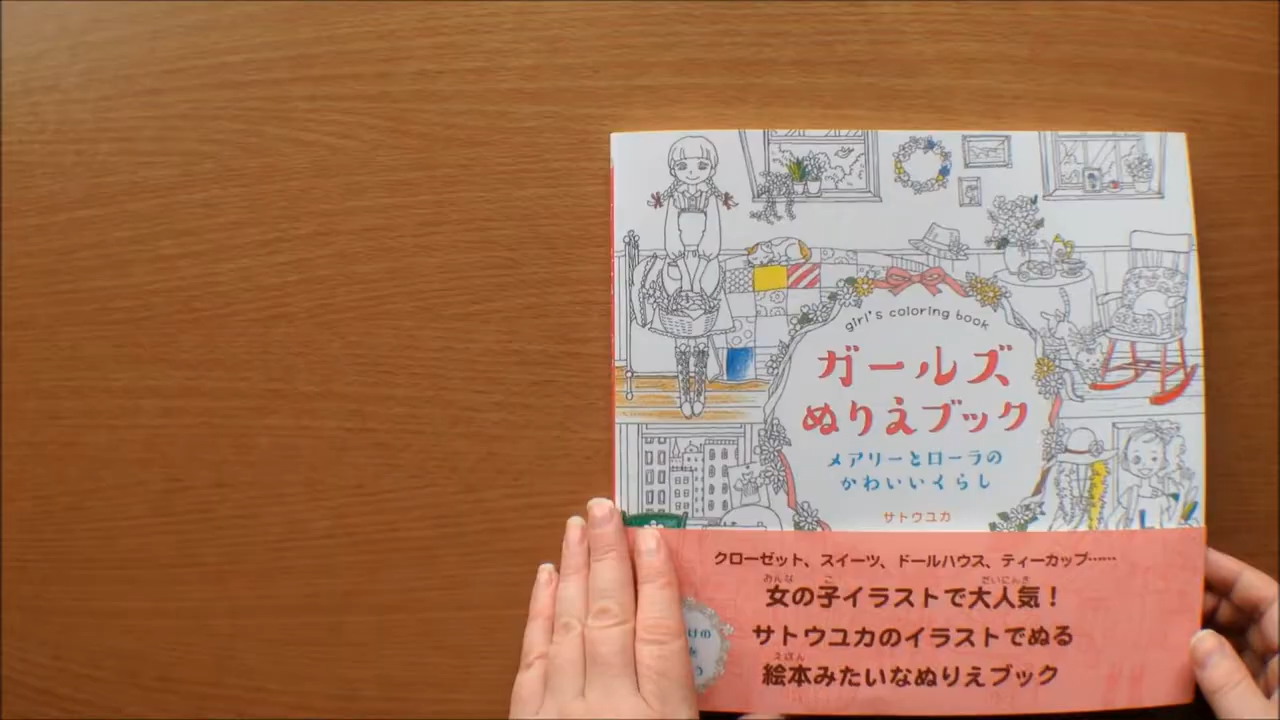 girl's coloring book
ガールズ
ぬりえブック
メアリーとローラの
かわいいくらし
サトウユカ
クローゼット、スイーツ、ドールハウス、ティーカップ……
おんな こ だいにんき
女の子イラストで大人気！
サトウユカのイラストでぬる
えほん
絵本みたいなぬりえブック